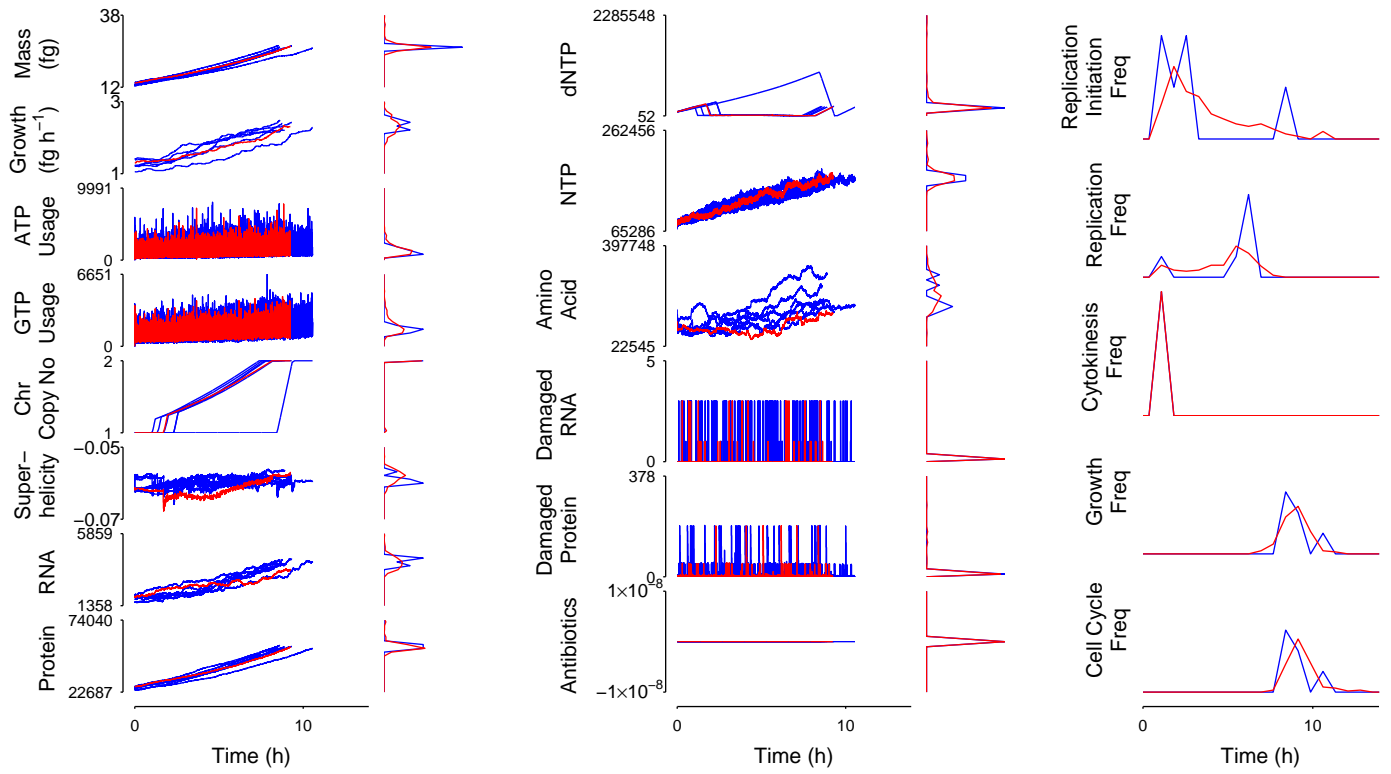 38
Mass
(fg)
12
3
Growth
(fg h−1)
1
9991
ATP
Usage
0
6651
GTP
Usage
0
2
Chr
Copy No
1
−0.05
Super−
helicity
−0.07
5859
RNA
1358
74040
Protein
22687
0 10
Time (h)
2285548
dNTP
52
262456
NTP
65286
397748
Amino
Acid
22545
5
Damaged
RNA
0
378
Damaged
Protein
0
1×10−8
Antibiotics
−1×10−8
0 10
Time (h)
Replication
Initiation
Freq
Replication
Freq
Cytokinesis
Freq
Growth
Freq
Cell Cycle
Freq
0 10
Time (h)